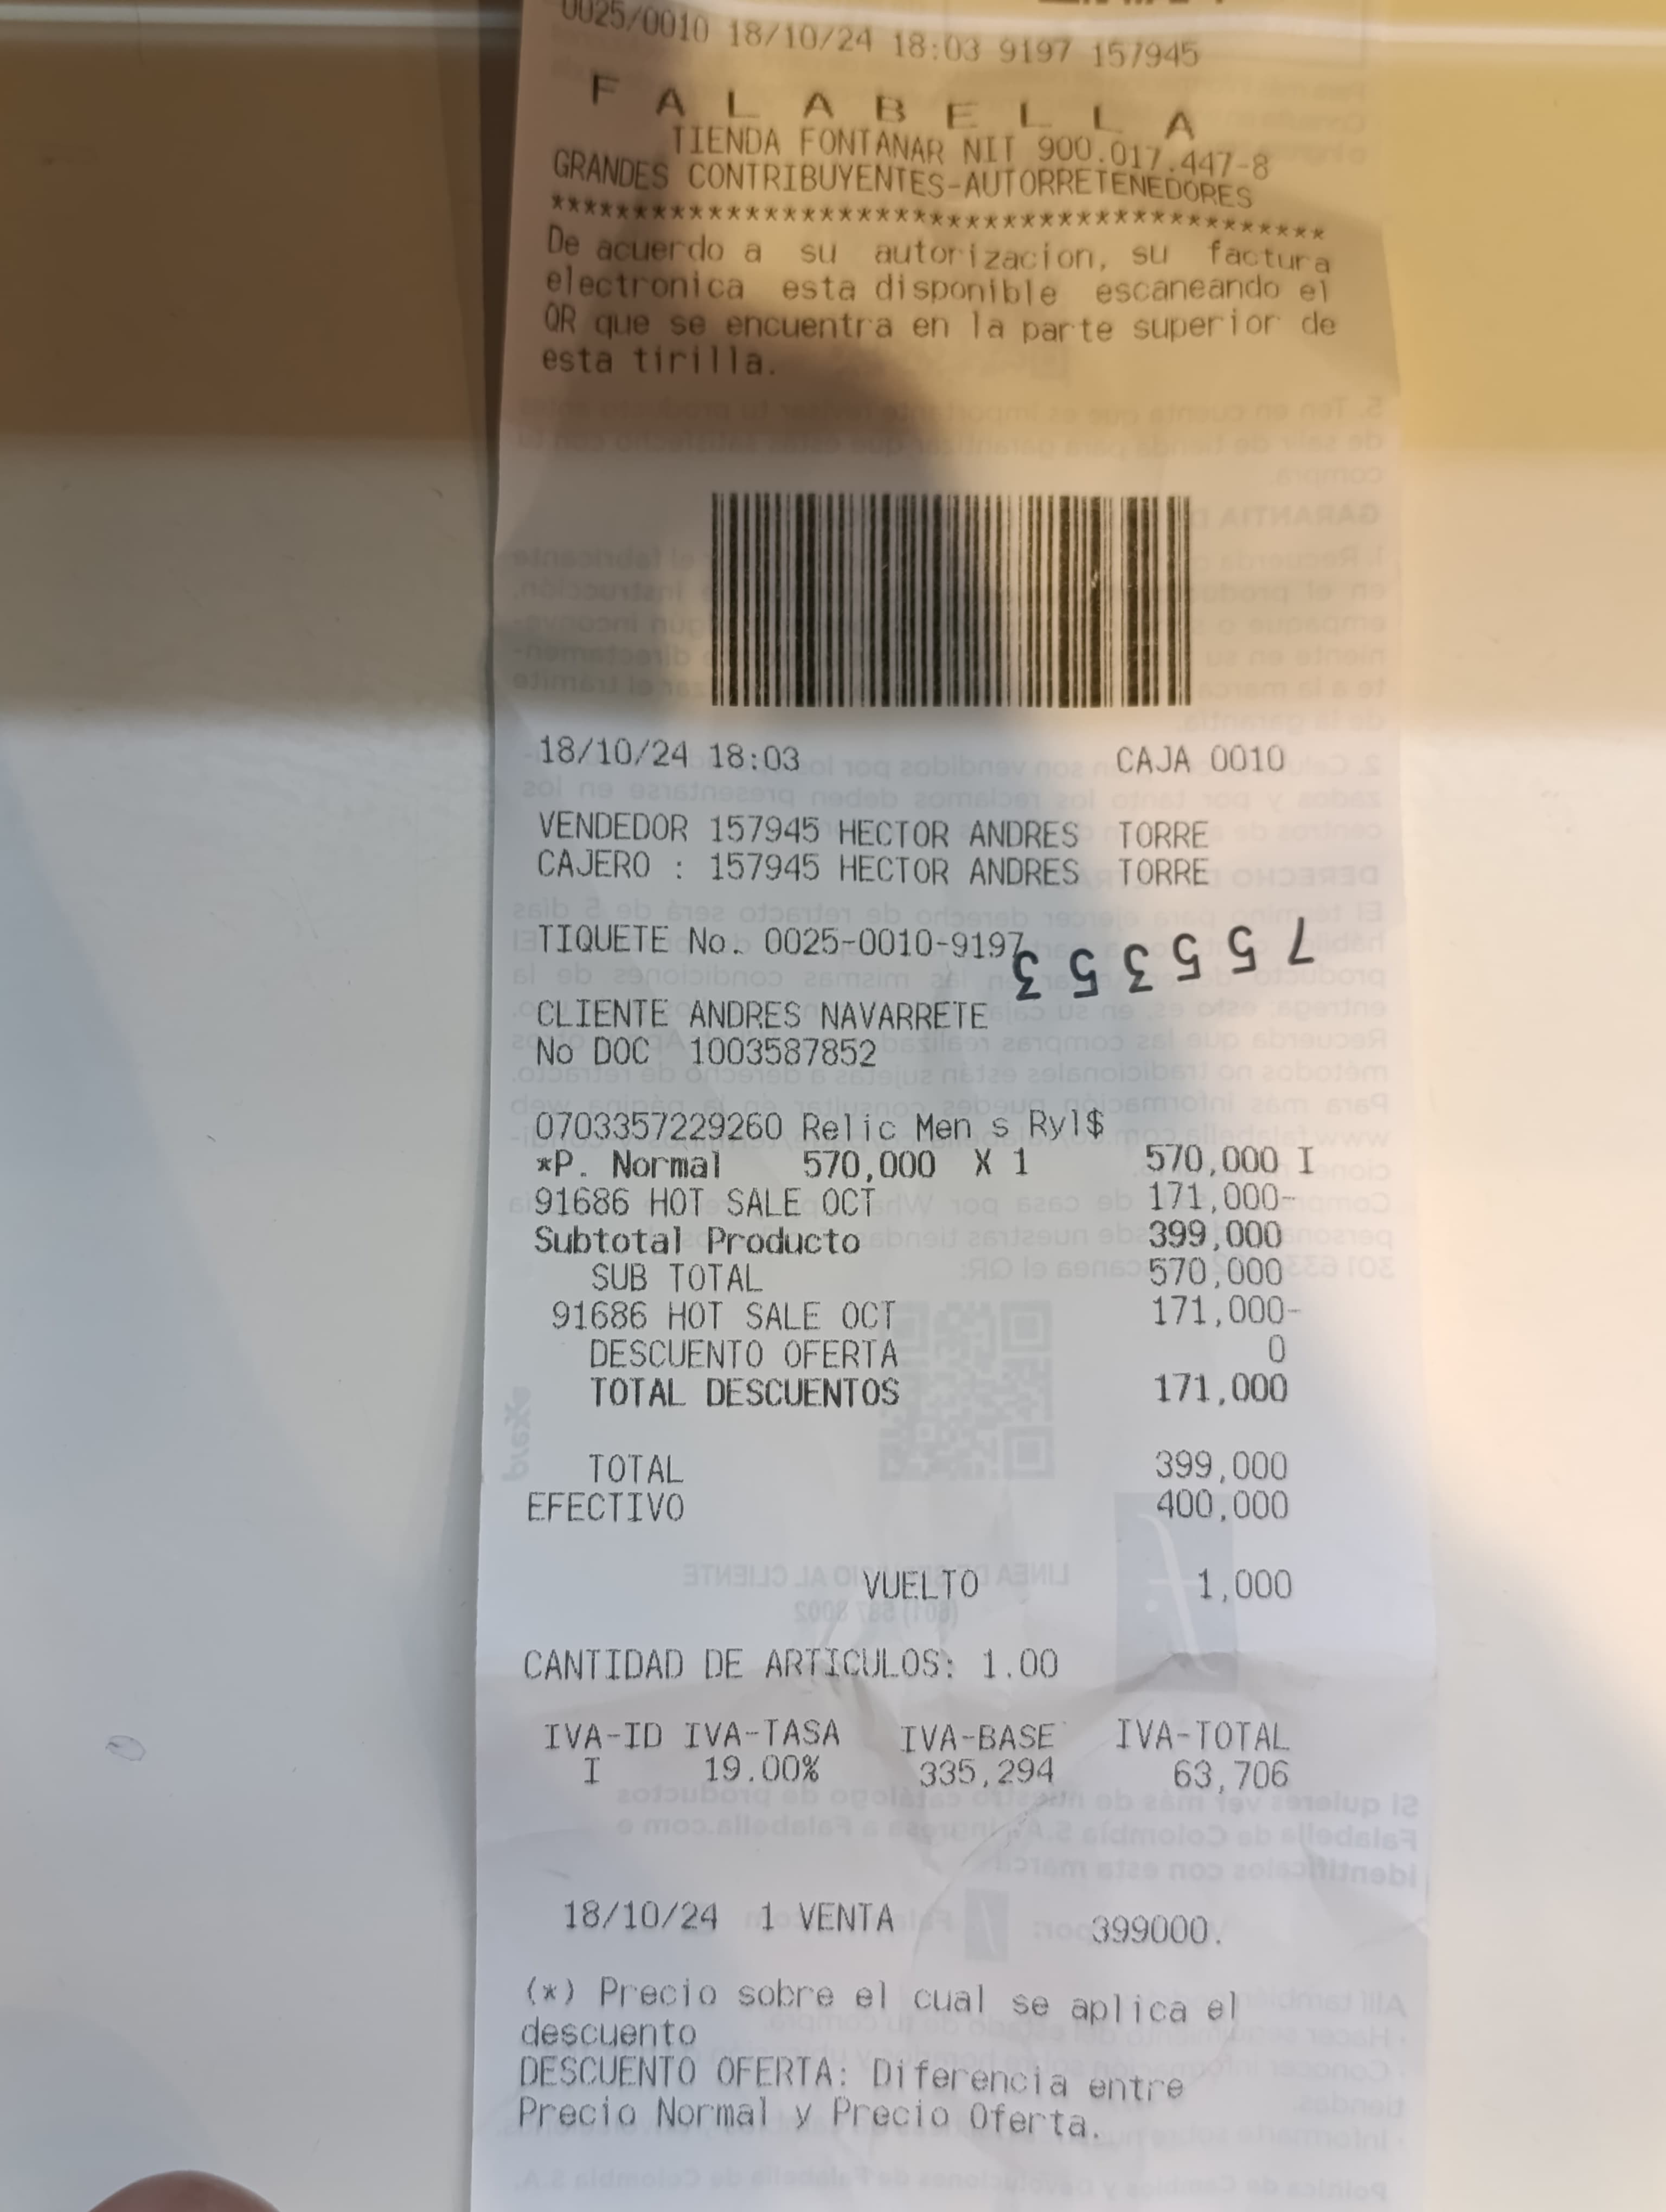 0025/0010 18/10/24 18:03 9197 157945
F A L A B E L L A
TIENDA FONTANAR NIT 900.017.447-8
GRANDES CONTRIBUYENTES-AUTORRETENEDORES
****************************************
De acuerdo a su autorizacion, su factura
electronica esta disponible escaneando el
QR que se encuentra en la parte superior de
esta tirilla.
18/10/24 18:03 CAJA 0010
VENDEDOR 157945 HECTOR ANDRES TORRE
CAJERO : 157945 HECTOR ANDRES TORRE
TIQUETE No. 0025-0010-9197
755353
CLIENTE ANDRES NAVARRETE
No DOC 1003587852
0703357229260 Relic Men s Ryl$
*P. Normal 570,000 X 1 570,000 I
91686 HOT SALE OCT 171,000-
Subtotal Producto 399,000
SUB TOTAL 570,000
91686 HOT SALE OCT 171,000-
DESCUENTO OFERTA 0
TOTAL DESCUENTOS 171,000
TOTAL 399,000
EFECTIVO 400,000
VUELTO 1,000
CANTIDAD DE ARTICULOS: 1.00
IVA-ID IVA-TASA IVA-BASE IVA-TOTAL
I 19.00% 335,294 63,706
18/10/24 1 VENTA 399000.
(*) Precio sobre el cual se aplica el
descuento
DESCUENTO OFERTA: Diferencia entre
Precio Normal y Precio Oferta.